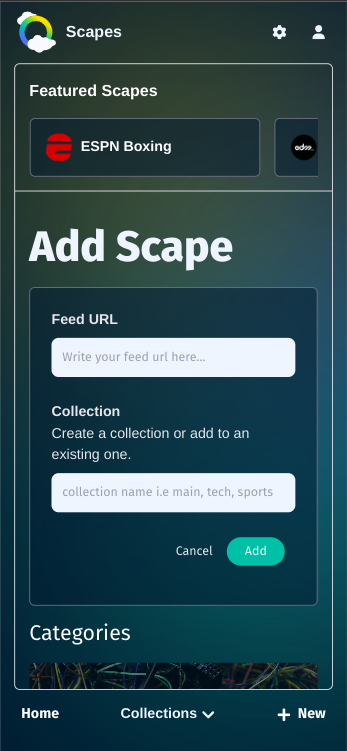 Scapes
Featured Scapes
ESPN Boxing
Add Scape
Feed URL
Write your feed url here...
Collection
Create a collection or add to an
existing one.
collection name i.e main, tech, sports
Cancel
Add
Categories
Home
Collections
New